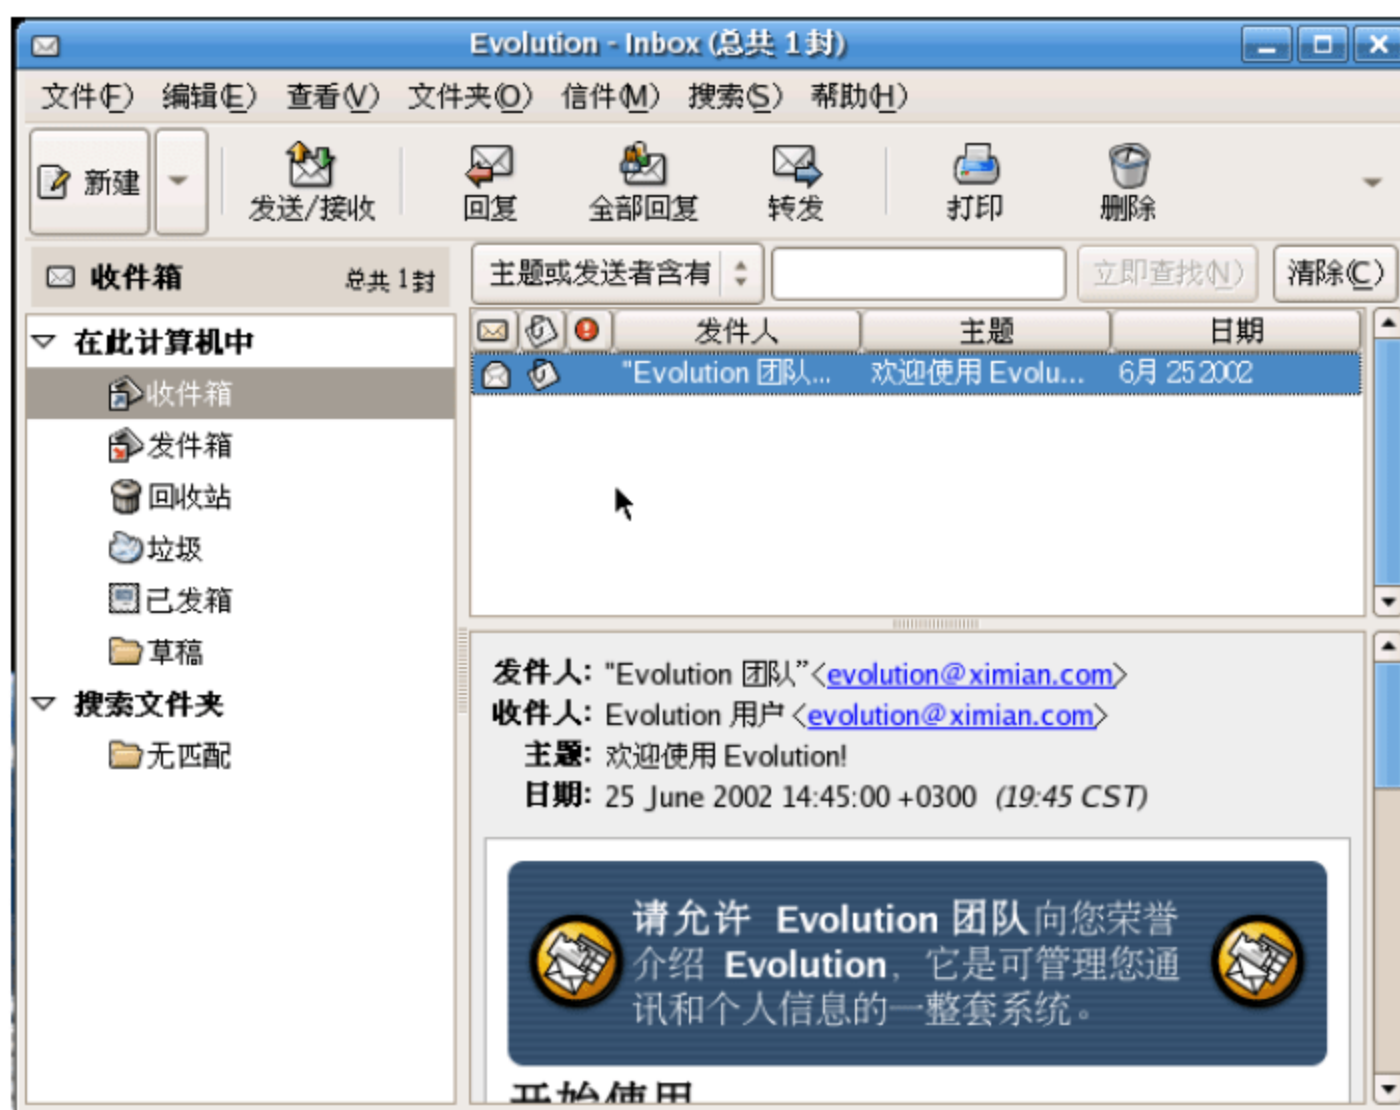 Evolution - Inbox (总共 1 封)
文件(F) 编辑(E) 查看(V) 文件夹(O) 信件(M) 搜索(S) 帮助(H)
新建 发送/接收 回复 全部回复 转发 打印 删除
收件箱 总共 1 封
主题或发送者含有 立即查找(N) 清除(C)
在此计算机中
收件箱
发件箱
回收站
垃圾
已发箱
草稿
搜索文件夹
无匹配
发件人 主题 日期
"Evolution 团队... 欢迎使用 Evolu... 6月 25 2002
发件人: "Evolution 团队"<evolution@ximian.com>
收件人: Evolution 用户 <evolution@ximian.com>
主题: 欢迎使用 Evolution!
日期: 25 June 2002 14:45:00 +0300 (19:45 CST)
请允许 Evolution 团队向您荣誉
介绍 Evolution，它是可管理您通
讯和个人信息的一整套系统。
开始使用